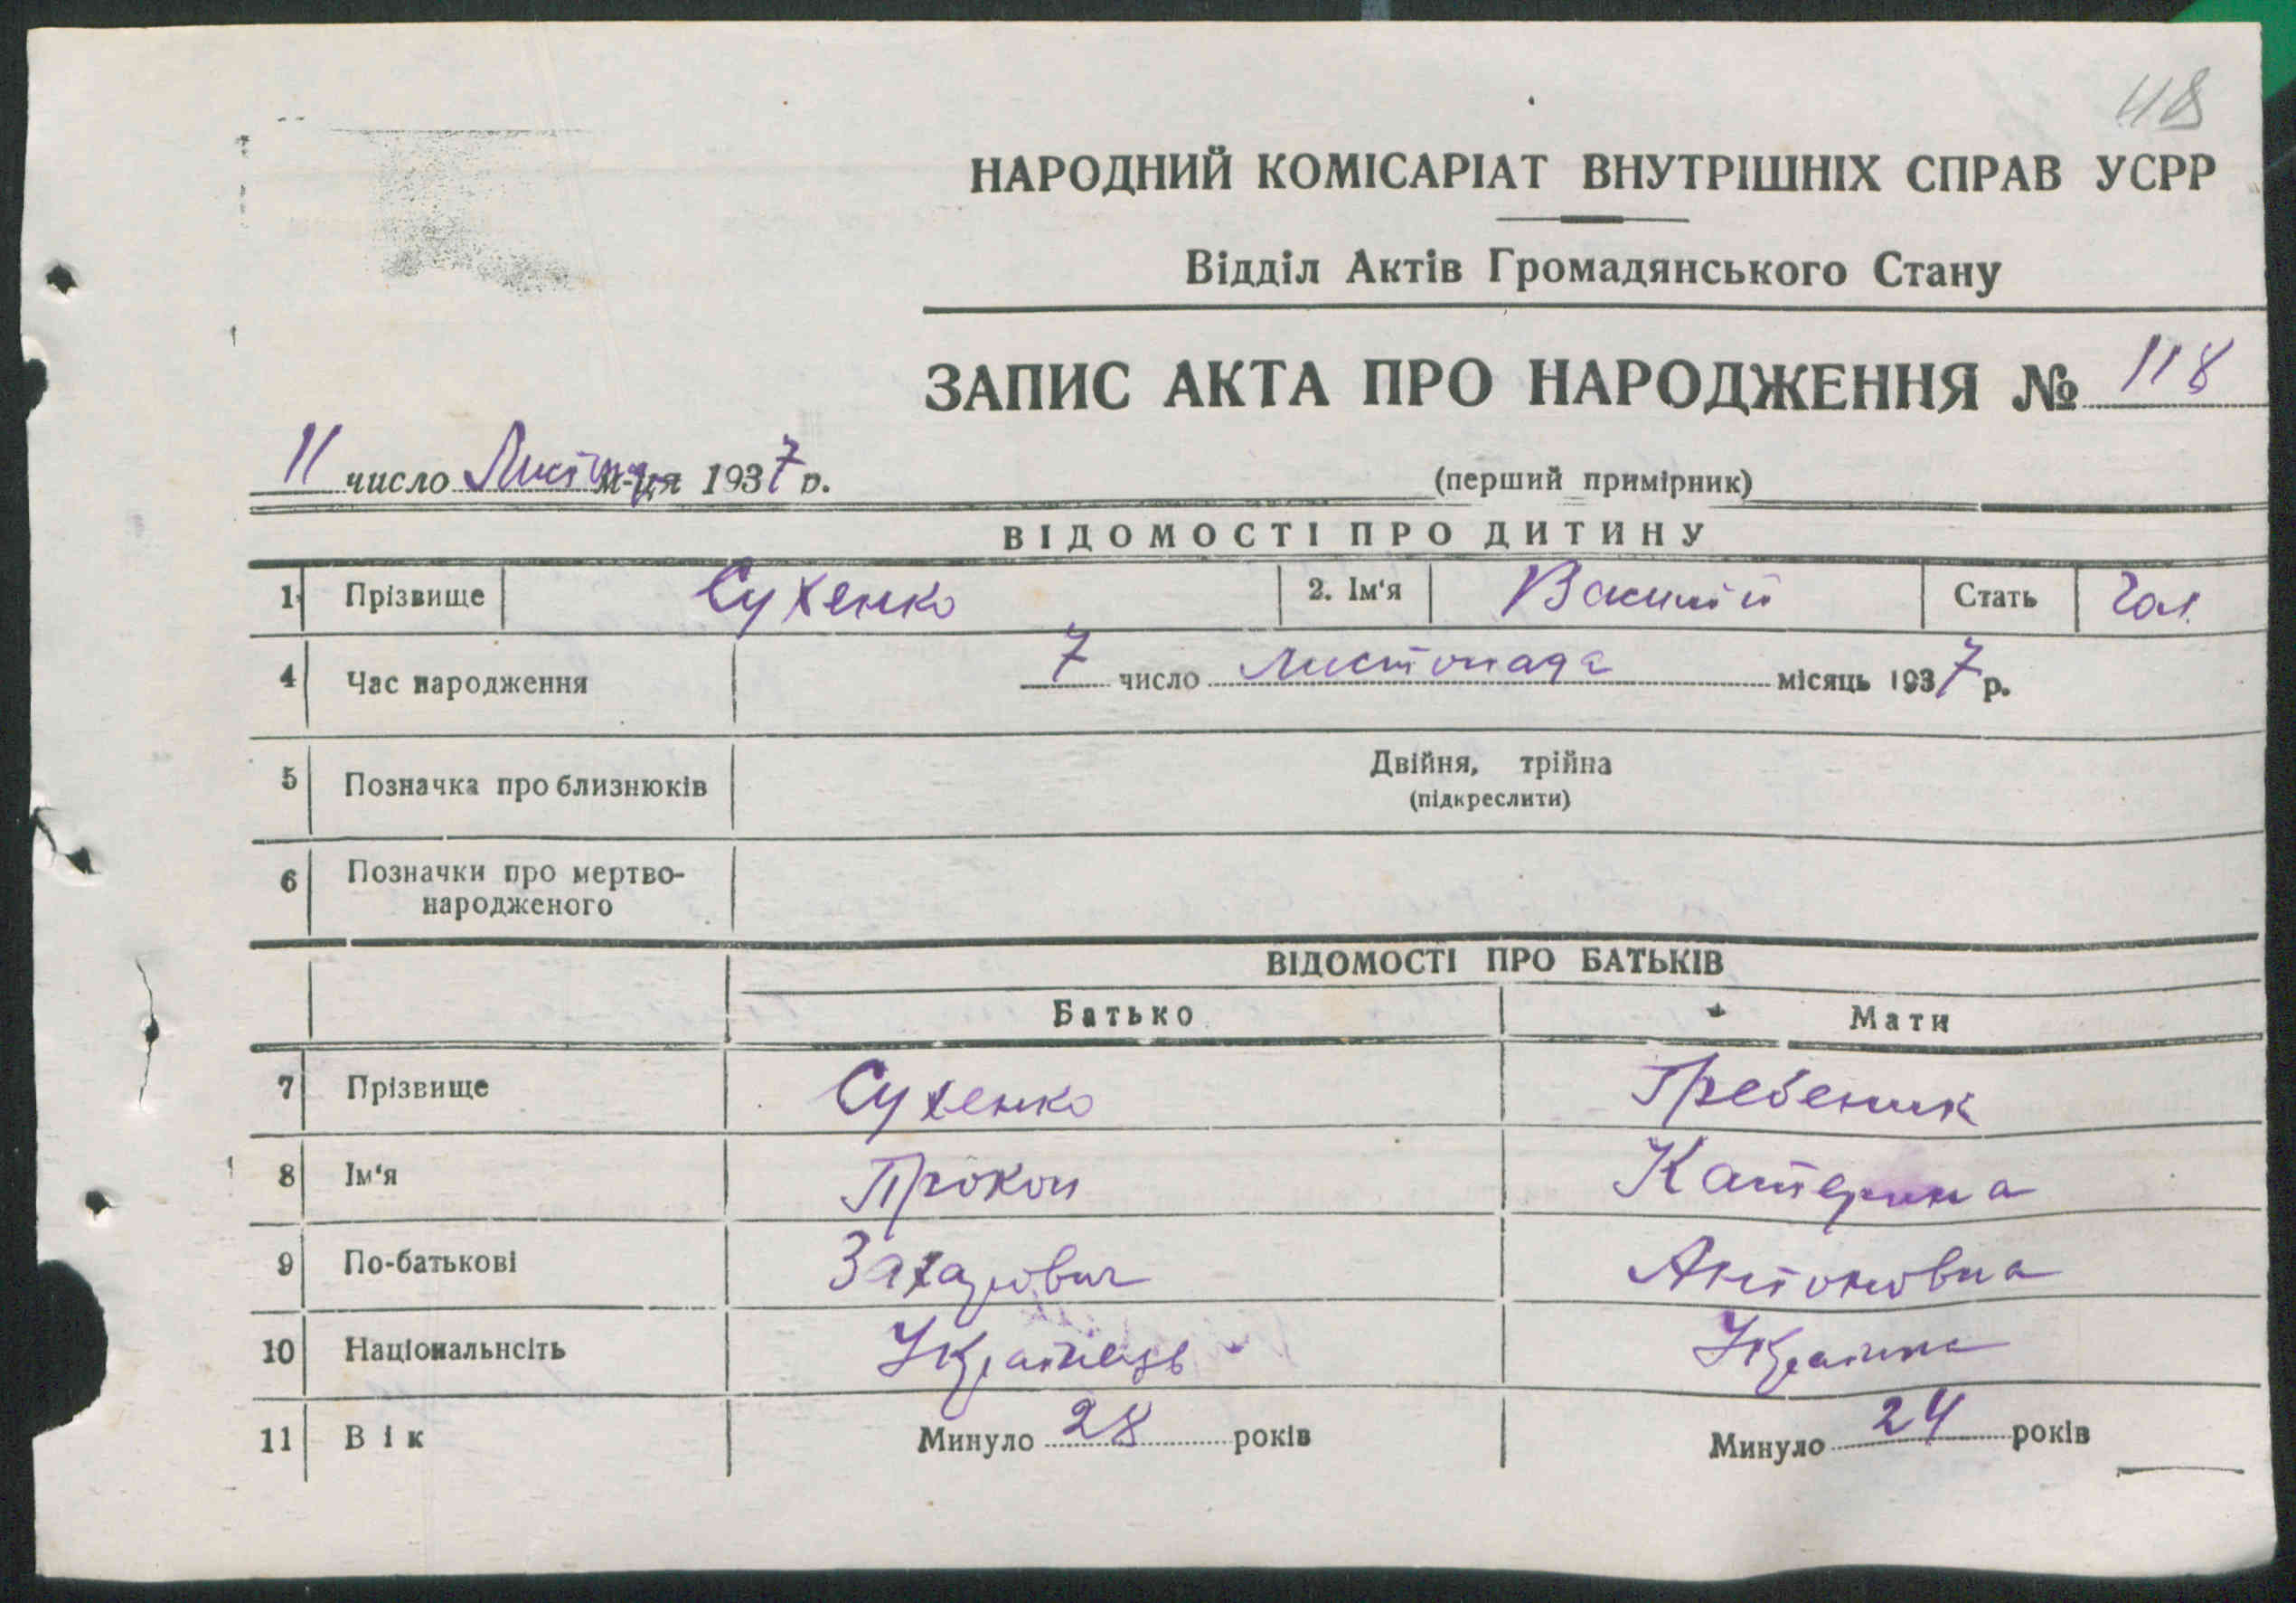 118
НАРОДНИЙ КОМІСАРІАТ ВНУТРІШНІХ СПРАВ УСРР
Відділ Актів Громадянського Стану
ЗАПИС АКТА ПРО НАРОДЖЕННЯ № 118
11 число м-ця 1937 р. (перший примірник)
ВІДОМОСТІ ПРО ДИТИНУ
1 Прізвище Сухенко 2. Ім'я Василій Стать Чол.
4 Час народження 7 число листопада місяць 1937 р.
5 Позначка про близнюків Двійня, трійна
(підкреслити)
6 Позначки про мертво-
народженого
ВІДОМОСТІ ПРО БАТЬКІВ
Батько Мати
7 Прізвище Сухенко Гребеник
8 Ім'я Прокоп Катерина
9 По-батькові Захарович Антоновна
10 Національнсіть Українець Українка
11 Вік Минуло 28 років Минуло 24 років